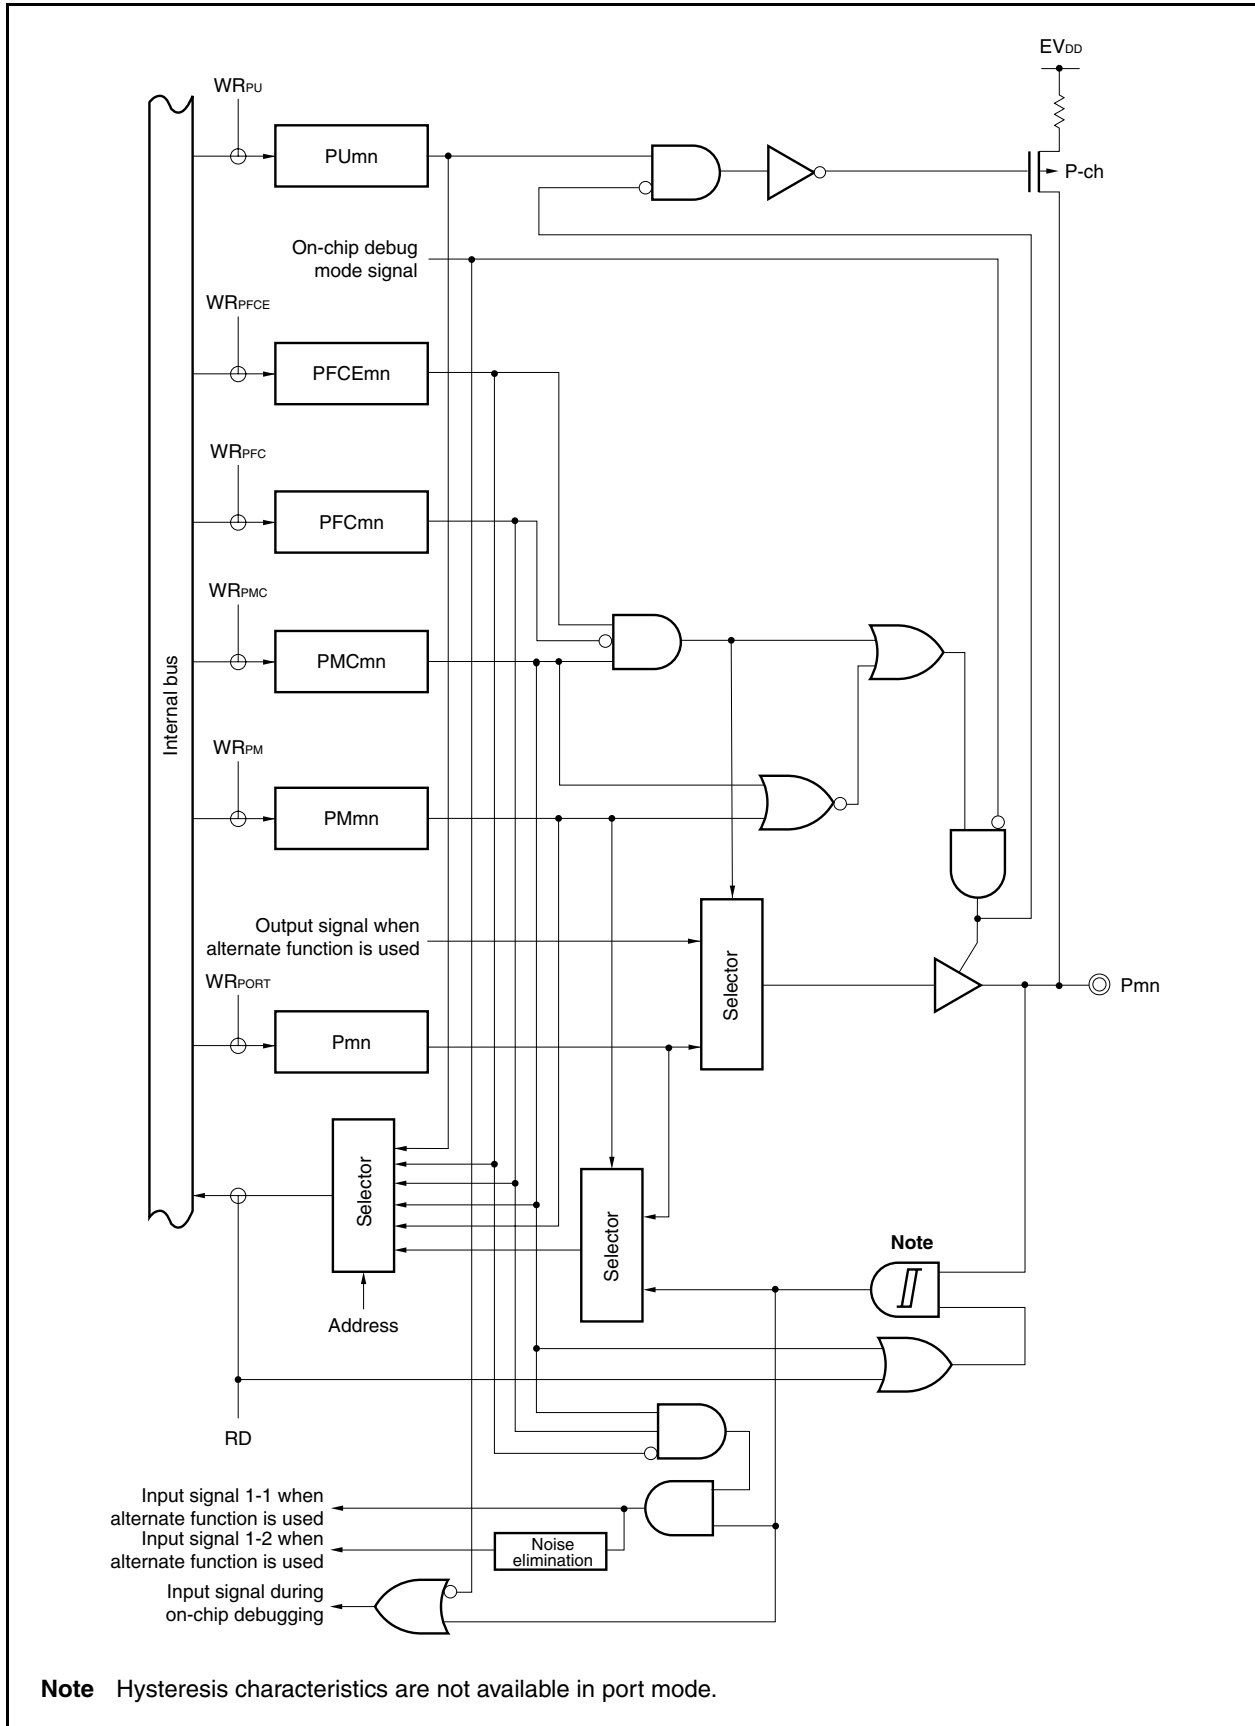 EVDD
WRPU
PUmn
P-ch
On-chip debug
mode signal
WRPFCE
PFCEmn
WRPFC
PFCmn
WRPMC
PMCmn
Internal bus
WRPM
PMmn
Output signal when
alternate function is used
WRPORT
Selector
Pmn
Pmn
Selector
Selector
Note
Address
RD
Input signal 1-1 when
alternate function is used
Input signal 1-2 when
alternate function is used
Noise
elimination
Input signal during
on-chip debugging
Note Hysteresis characteristics are not available in port mode.